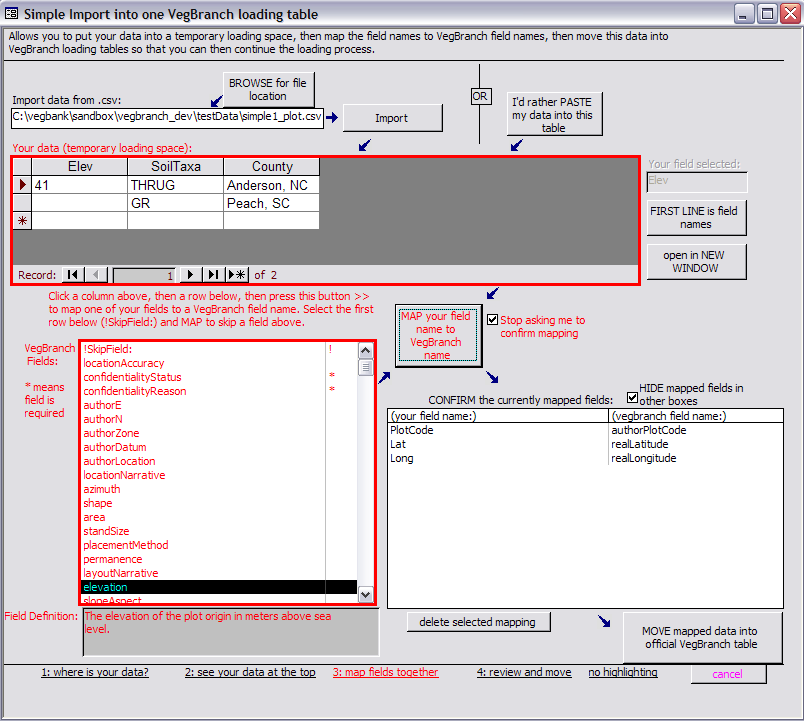 Simple Import into one VegBranch loading table
Allows you to put your data into a temporary loading space, then map the field names to VegBranch field names, then move this data into
VegBranch loading tables so that you can then continue the loading process.
BROWSE for file
location
Import data from .csv:
C:\vegbank\sandbox\vegbranch_dev\testData\simple1_plot.csv
Import
OR
I'd rather PASTE
my data into this
table
Your data (temporary loading space):
Elev SoilTaxa County
41 THRUG Anderson, NC
GR Peach, SC
*
Record: 1 of 2
Your field selected:
Elev
FIRST LINE is field
names
open in NEW
WINDOW
Click a column above, then a row below, then press this button >>
to map one of your fields to a VegBranch field name. Select the first
row below (!SkipField:) and MAP to skip a field above.
MAP your field
name to
VegBranch
name
Stop asking me to
confirm mapping
VegBranch
Fields:
* means
field is
required
!SkipField: !
locationAccuracy
confidentialityStatus *
confidentialityReason *
authorE
authorN
authorZone
authorDatum
authorLocation
locationNarrative
azimuth
shape
area
standSize
placementMethod
permanence
layoutNarrative
elevation
slopeAspect
HIDE mapped fields in
other boxes
CONFIRM the currently mapped fields:
(your field name:) (vegbranch field name:)
PlotCode authorPlotCode
Lat realLatitude
Long realLongitude
Field Definition:
The elevation of the plot origin in meters above sea
level.
delete selected mapping
MOVE mapped data into
official VegBranch table
1: where is your data? 2: see your data at the top 3: map fields together 4: review and move no highlighting cancel